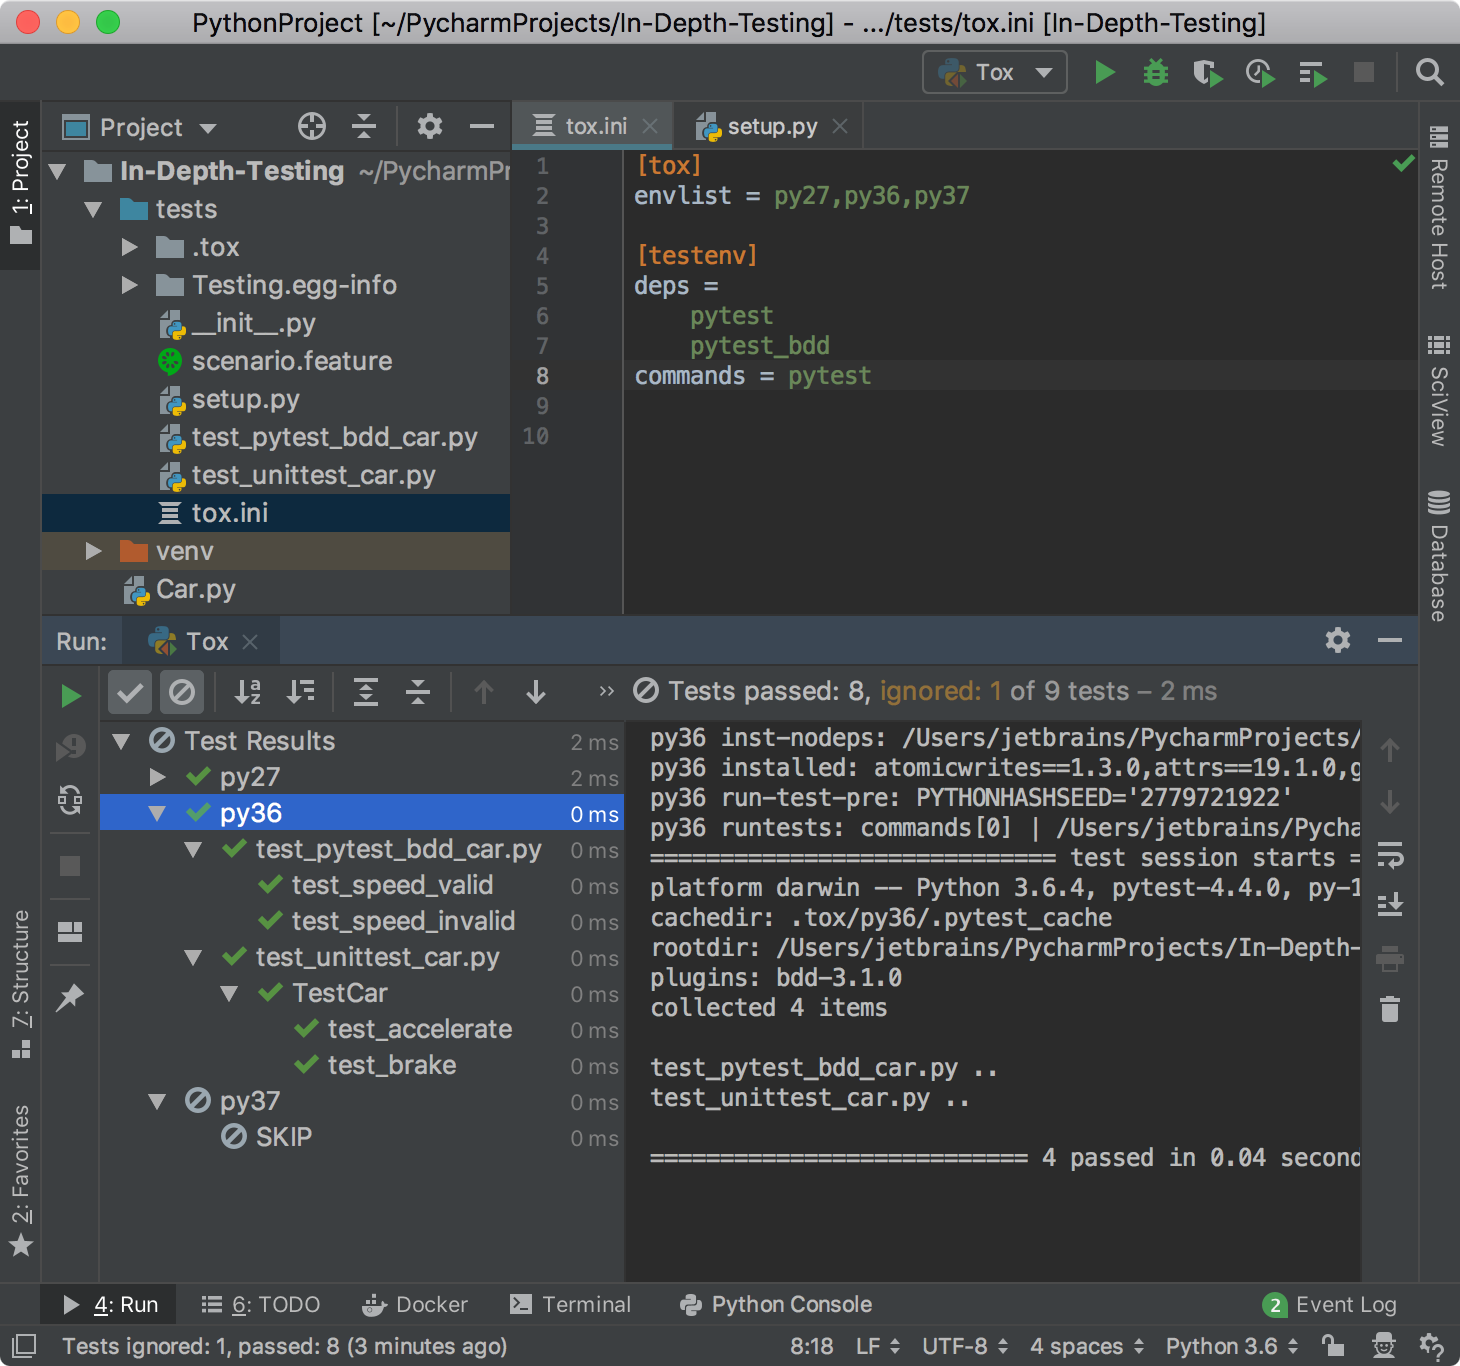 PythonProject [~/PycharmProjects/In-Depth-Testing] - .../tests/tox.ini [In-Depth-Testing]
Tox
1: Project
Project
tox.ini
setup.py
In-Depth-Testing ~/PycharmPr
tests
.tox
Testing.egg-info
__init__.py
scenario.feature
setup.py
test_pytest_bdd_car.py
test_unittest_car.py
tox.ini
venv
Car.py
1 [tox]
2 envlist = py27,py36,py37
3
4 [testenv]
5 deps =
6 pytest
7 pytest_bdd
8 commands = pytest
9
10
Remote Host
SciView
Database
Run: Tox
» Tests passed: 8, ignored: 1 of 9 tests – 2 ms
Test Results 2 ms
py27 2 ms
py36 0 ms
test_pytest_bdd_car.py 0 ms
test_speed_valid 0 ms
test_speed_invalid 0 ms
test_unittest_car.py 0 ms
TestCar 0 ms
test_accelerate 0 ms
test_brake 0 ms
py37 0 ms
SKIP 0 ms
py36 inst-nodeps: /Users/jetbrains/PycharmProjects/
py36 installed: atomicwrites==1.3.0,attrs==19.1.0,g
py36 run-test-pre: PYTHONHASHSEED='2779721922'
py36 runtests: commands[0] | /Users/jetbrains/Pycha
============================= test session starts =
platform darwin -- Python 3.6.4, pytest-4.4.0, py-1
cachedir: .tox/py36/.pytest_cache
rootdir: /Users/jetbrains/PycharmProjects/In-Depth-
plugins: bdd-3.1.0
collected 4 items
test_pytest_bdd_car.py ..
test_unittest_car.py ..
=========================== 4 passed in 0.04 second
7: Structure
2: Favorites
4: Run
6: TODO
Docker
Terminal
Python Console
2 Event Log
Tests ignored: 1, passed: 8 (3 minutes ago)
8:18
LF
UTF-8
4 spaces
Python 3.6